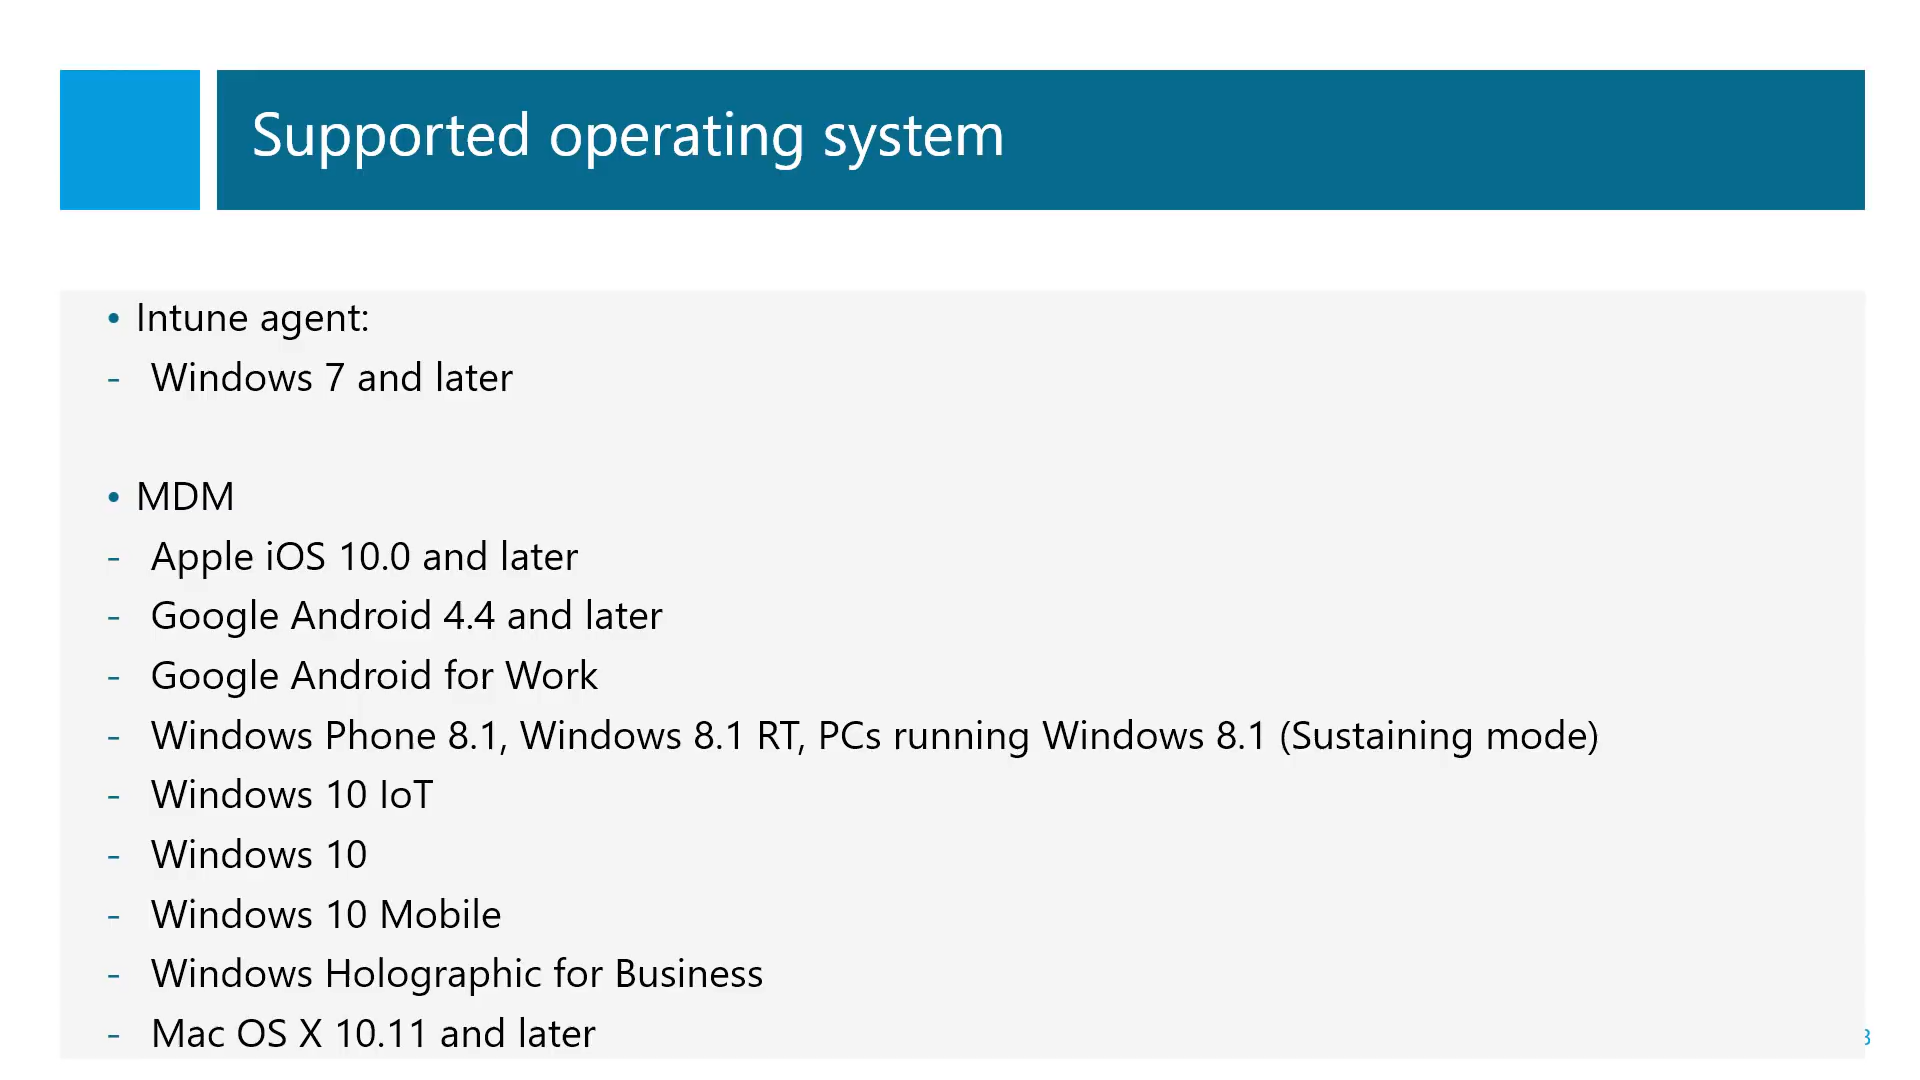 Supported operating system
• Intune agent:
- Windows 7 and later
• MDM
- Apple iOS 10.0 and later
- Google Android 4.4 and later
- Google Android for Work
- Windows Phone 8.1, Windows 8.1 RT, PCs running Windows 8.1 (Sustaining mode)
- Windows 10 IoT
- Windows 10
- Windows 10 Mobile
- Windows Holographic for Business
- Mac OS X 10.11 and later